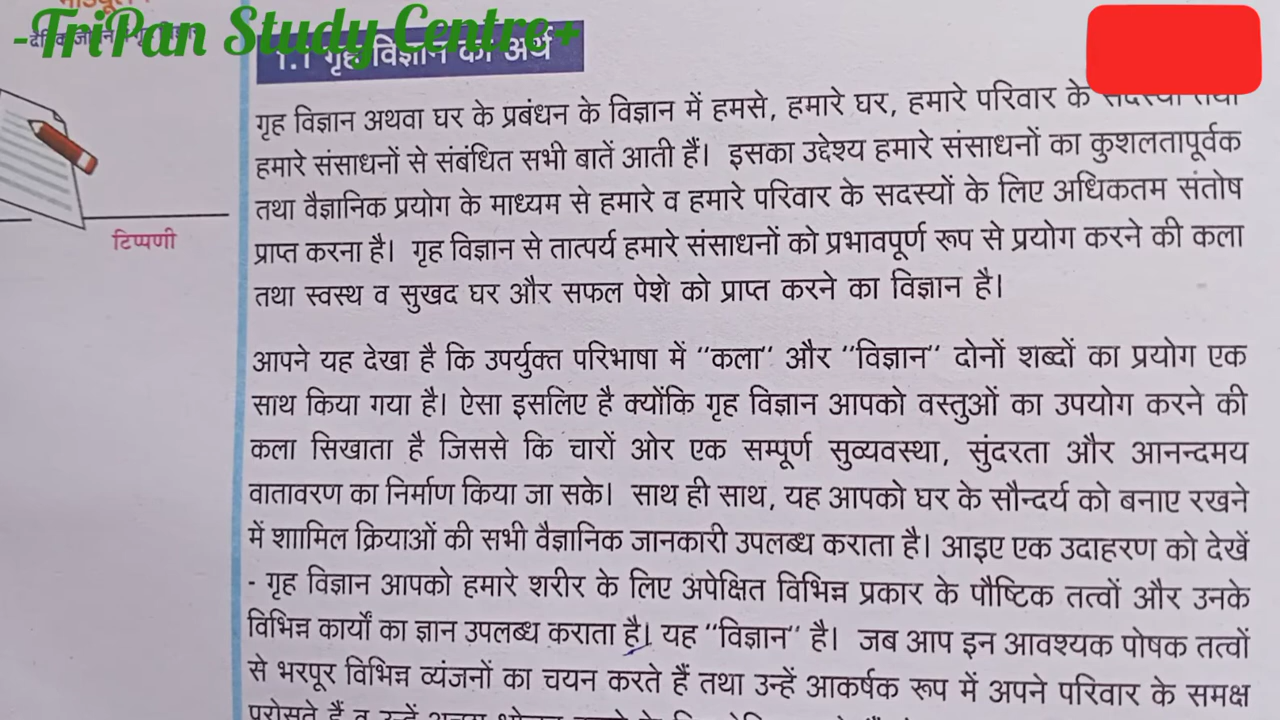 -TriPan Study Centre+
1.1 गृह विज्ञान का अर्थ
गृह विज्ञान अथवा घर के प्रबंधन के विज्ञान में हमसे, हमारे घर, हमारे परिवार के सदस्यों तथा
हमारे संसाधनों से संबंधित सभी बातें आती हैं। इसका उद्देश्य हमारे संसाधनों का कुशलतापूर्वक
तथा वैज्ञानिक प्रयोग के माध्यम से हमारे व हमारे परिवार के सदस्यों के लिए अधिकतम संतोष
प्राप्त करना है। गृह विज्ञान से तात्पर्य हमारे संसाधनों को प्रभावपूर्ण रूप से प्रयोग करने की कला
तथा स्वस्थ व सुखद घर और सफल पेशे को प्राप्त करने का विज्ञान है।
टिप्पणी
आपने यह देखा है कि उपर्युक्त परिभाषा में "कला" और "विज्ञान" दोनों शब्दों का प्रयोग एक
साथ किया गया है। ऐसा इसलिए है क्योंकि गृह विज्ञान आपको वस्तुओं का उपयोग करने की
कला सिखाता है जिससे कि चारों ओर एक सम्पूर्ण सुव्यवस्था, सुंदरता और आनन्दमय
वातावरण का निर्माण किया जा सके। साथ ही साथ, यह आपको घर के सौन्दर्य को बनाए रखने
में शाामिल क्रियाओं की सभी वैज्ञानिक जानकारी उपलब्ध कराता है। आइए एक उदाहरण को देखें
- गृह विज्ञान आपको हमारे शरीर के लिए अपेक्षित विभिन्न प्रकार के पौष्टिक तत्वों और उनके
विभिन्न कार्यों का ज्ञान उपलब्ध कराता है। यह "विज्ञान" है। जब आप इन आवश्यक पोषक तत्वों
से भरपूर विभिन्न व्यंजनों का चयन करते हैं तथा उन्हें आकर्षक रूप में अपने परिवार के समक्ष